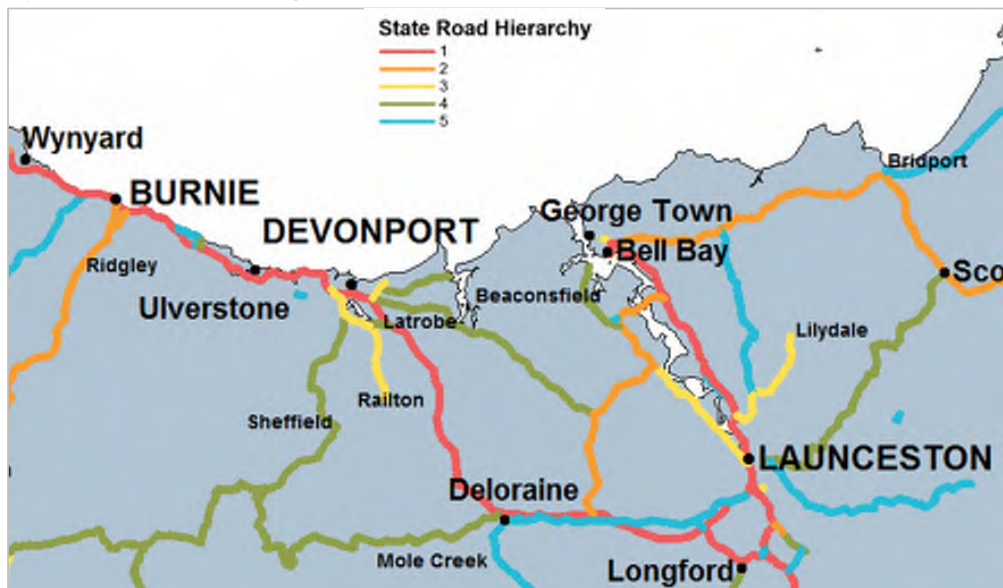 State Road Hierarchy
1
2
3
4
5
Wynyard
BURNIE
Bridport
George Town
DEVONPORT
Bell Bay
Ridgley
Sco
Beaconsfield
Ulverstone
Latrobe
Lilydale
Railton
Sheffield
LAUNCESTON
Deloraine
Mole Creek
Longford